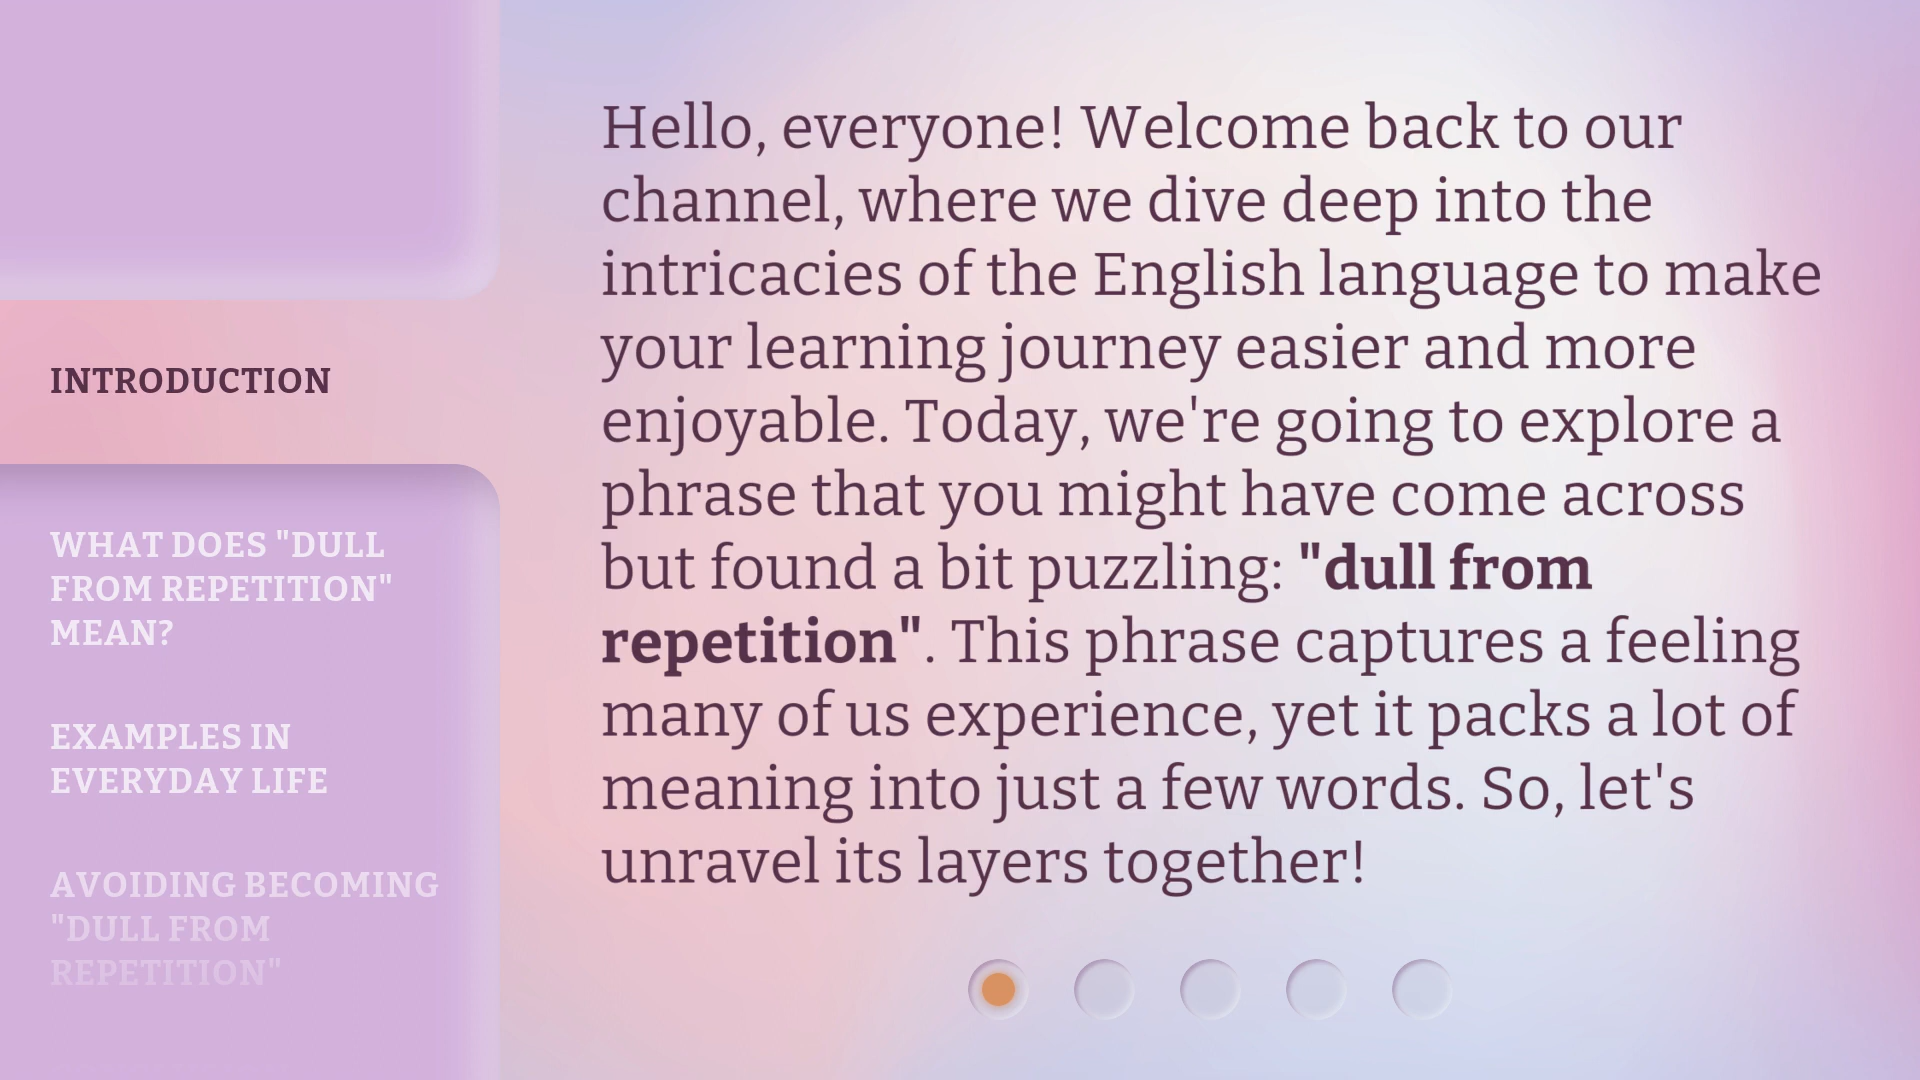 INTRODUCTION
WHAT DOES "DULL
FROM REPETITION"
MEAN?
EXAMPLES IN
EVERYDAY LIFE
AVOIDING BECOMING
"DULL FROM
REPETITION"
Hello, everyone! Welcome back to our
channel, where we dive deep into the
intricacies of the English language to make
your learning journey easier and more
enjoyable. Today, we're going to explore a
phrase that you might have come across
but found a bit puzzling: "dull from
repetition". This phrase captures a feeling
many of us experience, yet it packs a lot of
meaning into just a few words. So, let's
unravel its layers together!